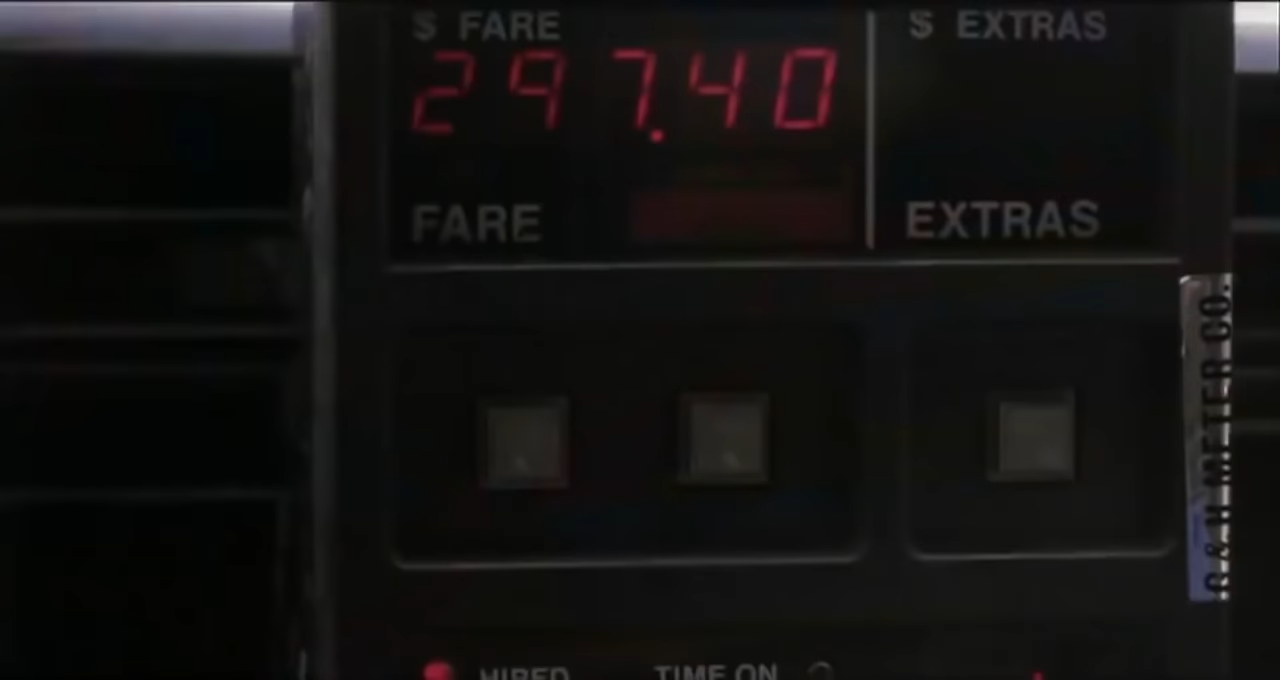 $ FARE
$ EXTRAS
297.40
FARE
EXTRAS
HIRED
TIME ON
& H METER CO.